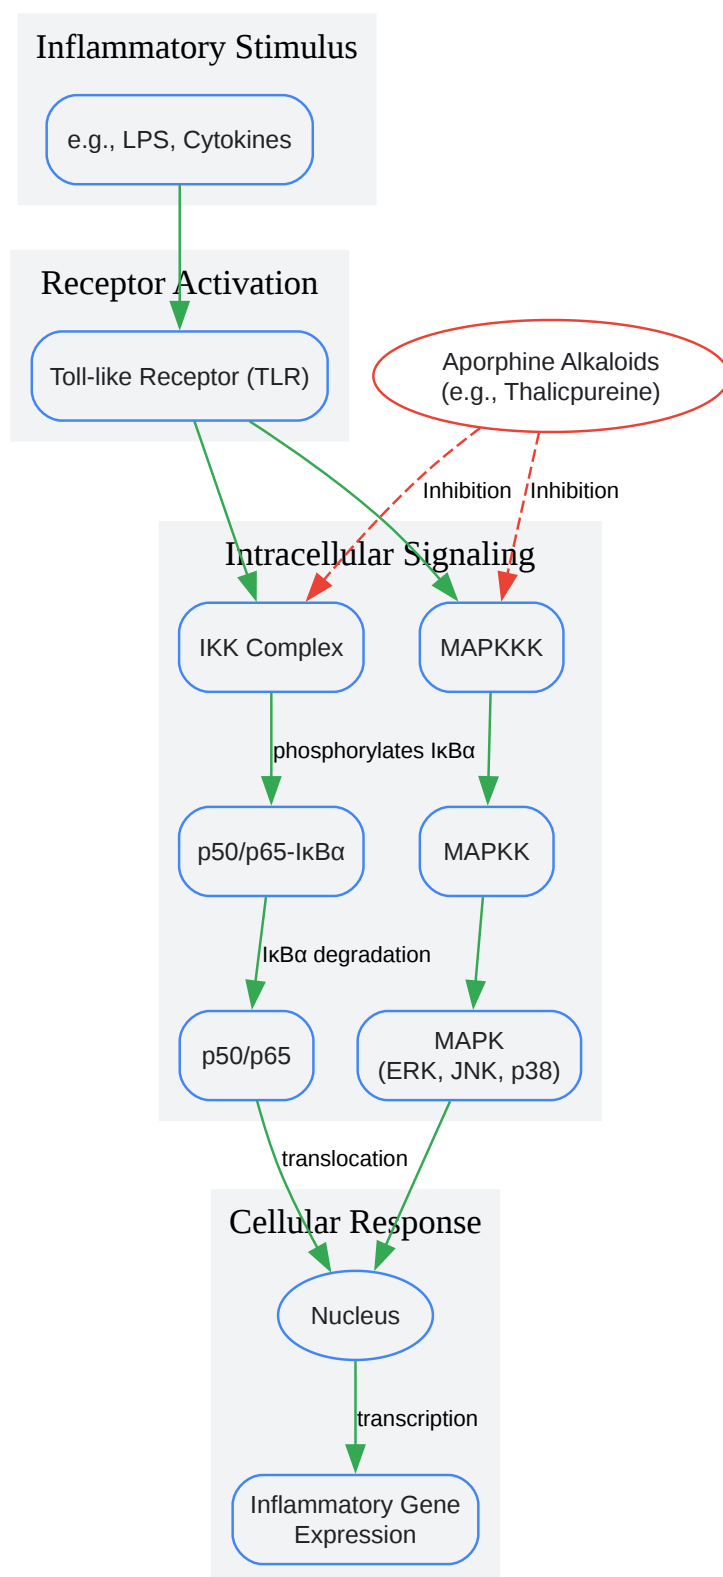 Inflammatory Stimulus
e.g., LPS, Cytokines
Receptor Activation
Toll-like Receptor (TLR)
Aporphine Alkaloids
(e.g., Thalicpureine)
Inhibition
Inhibition
Intracellular Signaling
IKK Complex
MAPKKK
phosphorylates IκBα
p50/p65-IκBα
MAPKK
IκBα degradation
p50/p65
MAPK
(ERK, JNK, p38)
translocation
Cellular Response
Nucleus
transcription
Inflammatory Gene
Expression